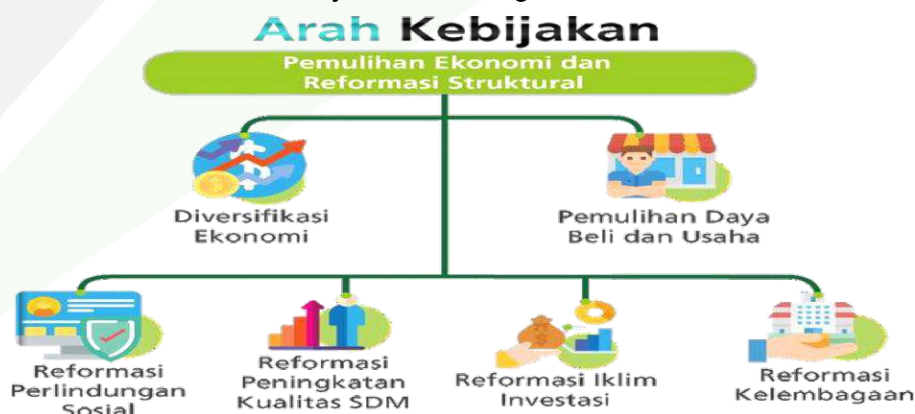 Arah Kebijakan
Pemulihan Ekonomi dan
Reformasi Struktural
Diversifikasi
Ekonomi
Pemulihan Daya
Beli dan Usaha
Reformasi
Perlindungan
Sosial
Reformasi
Peningkatan
Kualitas SDM
Reformasi Iklim
Investasi
Reformasi
Kelembagaan